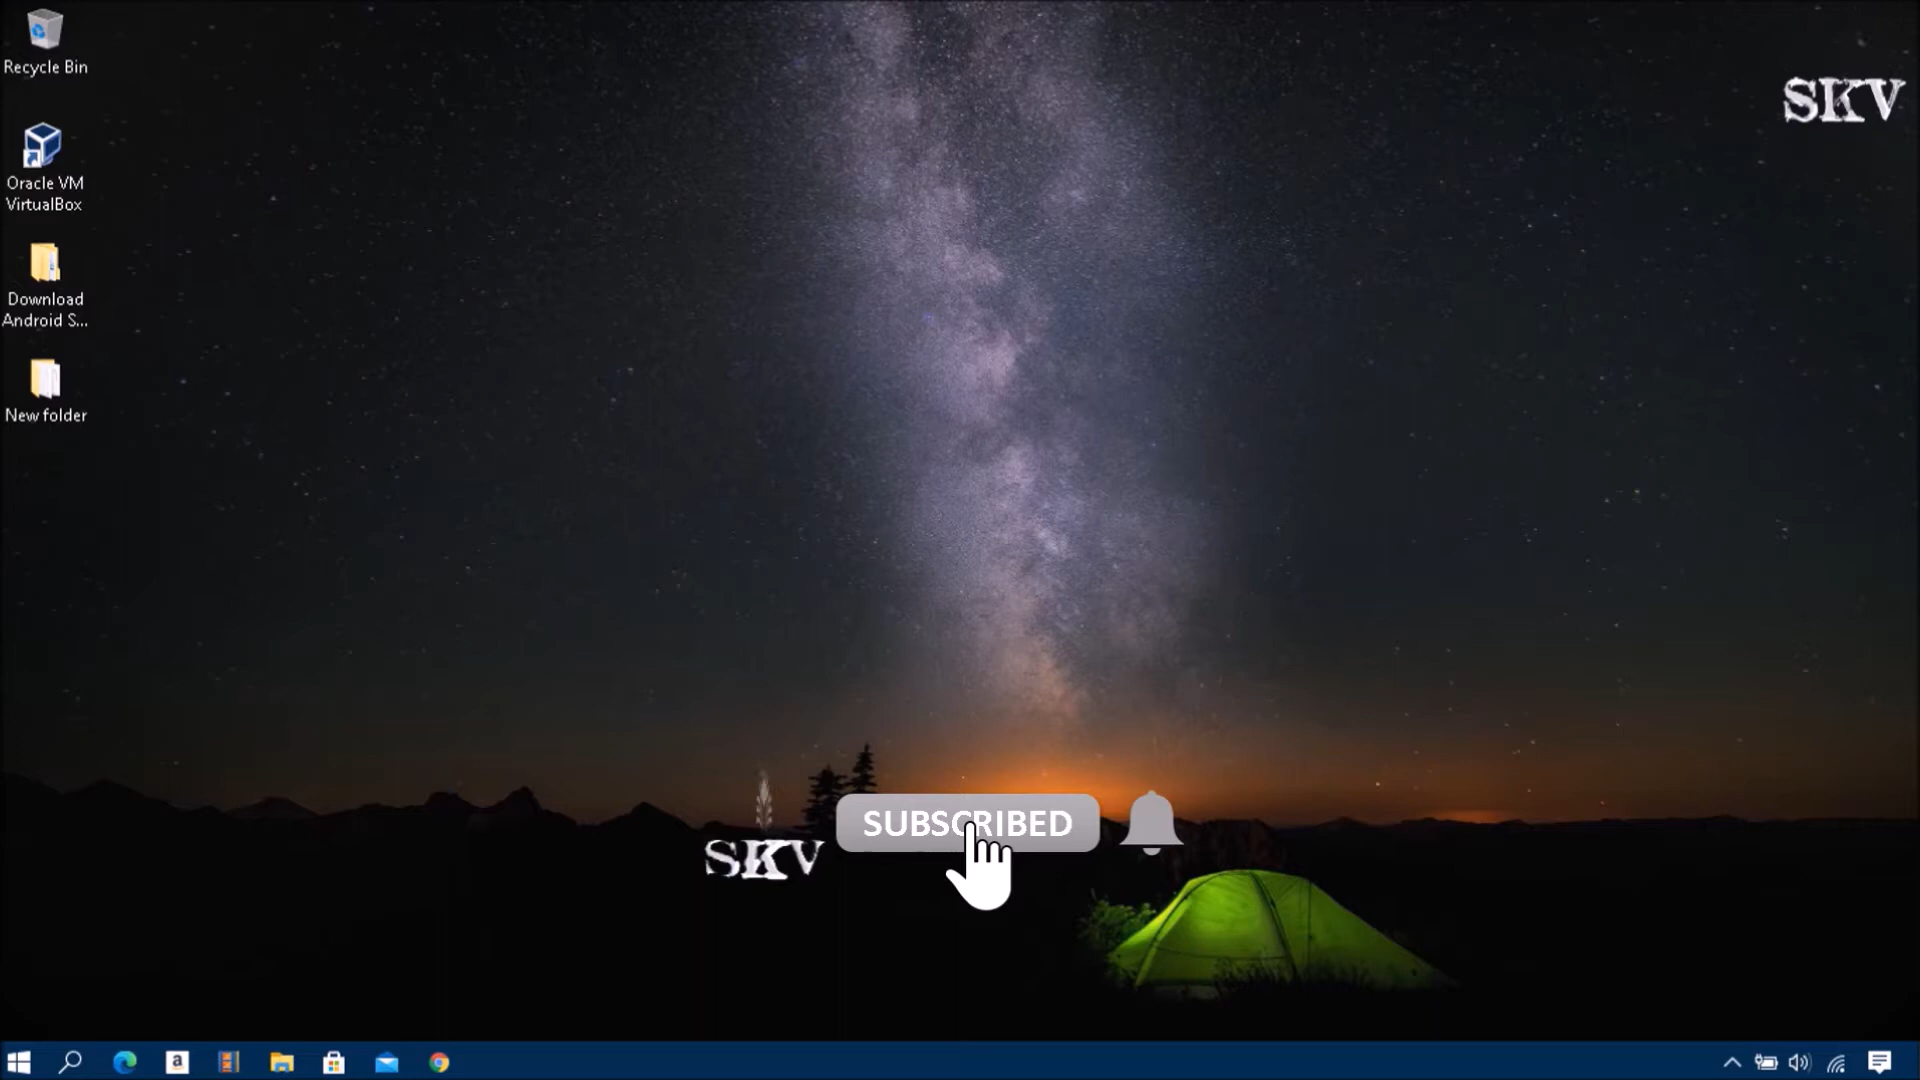 Recycle Bin
SKV
Oracle VM
VirtualBox
Download
Android S...
New folder
SUBSCRIBED
SKV
a